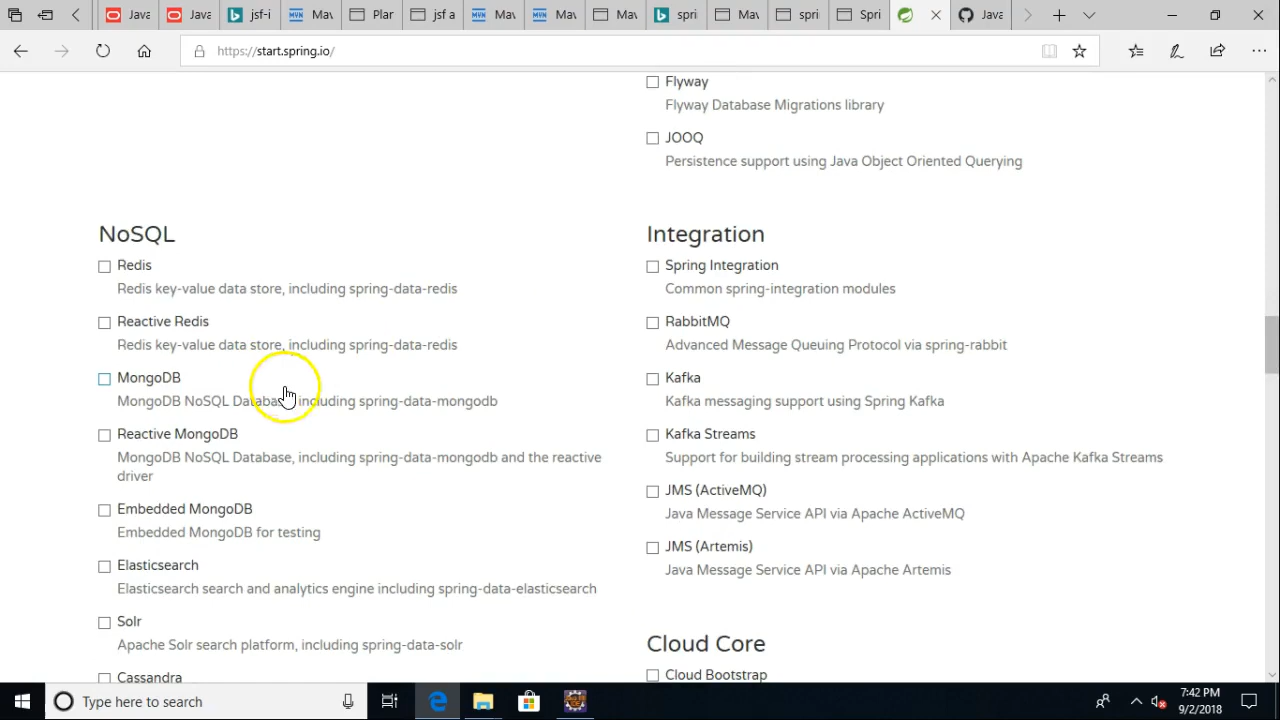 Java
Java
jsf-i
Mav
Plar
jsf a
Mav
Mav
Mav
spri
Mav
spri
Spri
Java
https://start.spring.io/
Flyway
Flyway Database Migrations library
JOOQ
Persistence support using Java Object Oriented Querying
NoSQL
Redis
Redis key-value data store, including spring-data-redis
Reactive Redis
Redis key-value data store, including spring-data-redis
MongoDB
MongoDB NoSQL Database, including spring-data-mongodb
Reactive MongoDB
MongoDB NoSQL Database, including spring-data-mongodb and the reactive
driver
Embedded MongoDB
Embedded MongoDB for testing
Elasticsearch
Elasticsearch search and analytics engine including spring-data-elasticsearch
Solr
Apache Solr search platform, including spring-data-solr
Cassandra
Integration
Spring Integration
Common spring-integration modules
RabbitMQ
Advanced Message Queuing Protocol via spring-rabbit
Kafka
Kafka messaging support using Spring Kafka
Kafka Streams
Support for building stream processing applications with Apache Kafka Streams
JMS (ActiveMQ)
Java Message Service API via Apache ActiveMQ
JMS (Artemis)
Java Message Service API via Apache Artemis
Cloud Core
Cloud Bootstrap
Type here to search
7:42 PM
9/2/2018